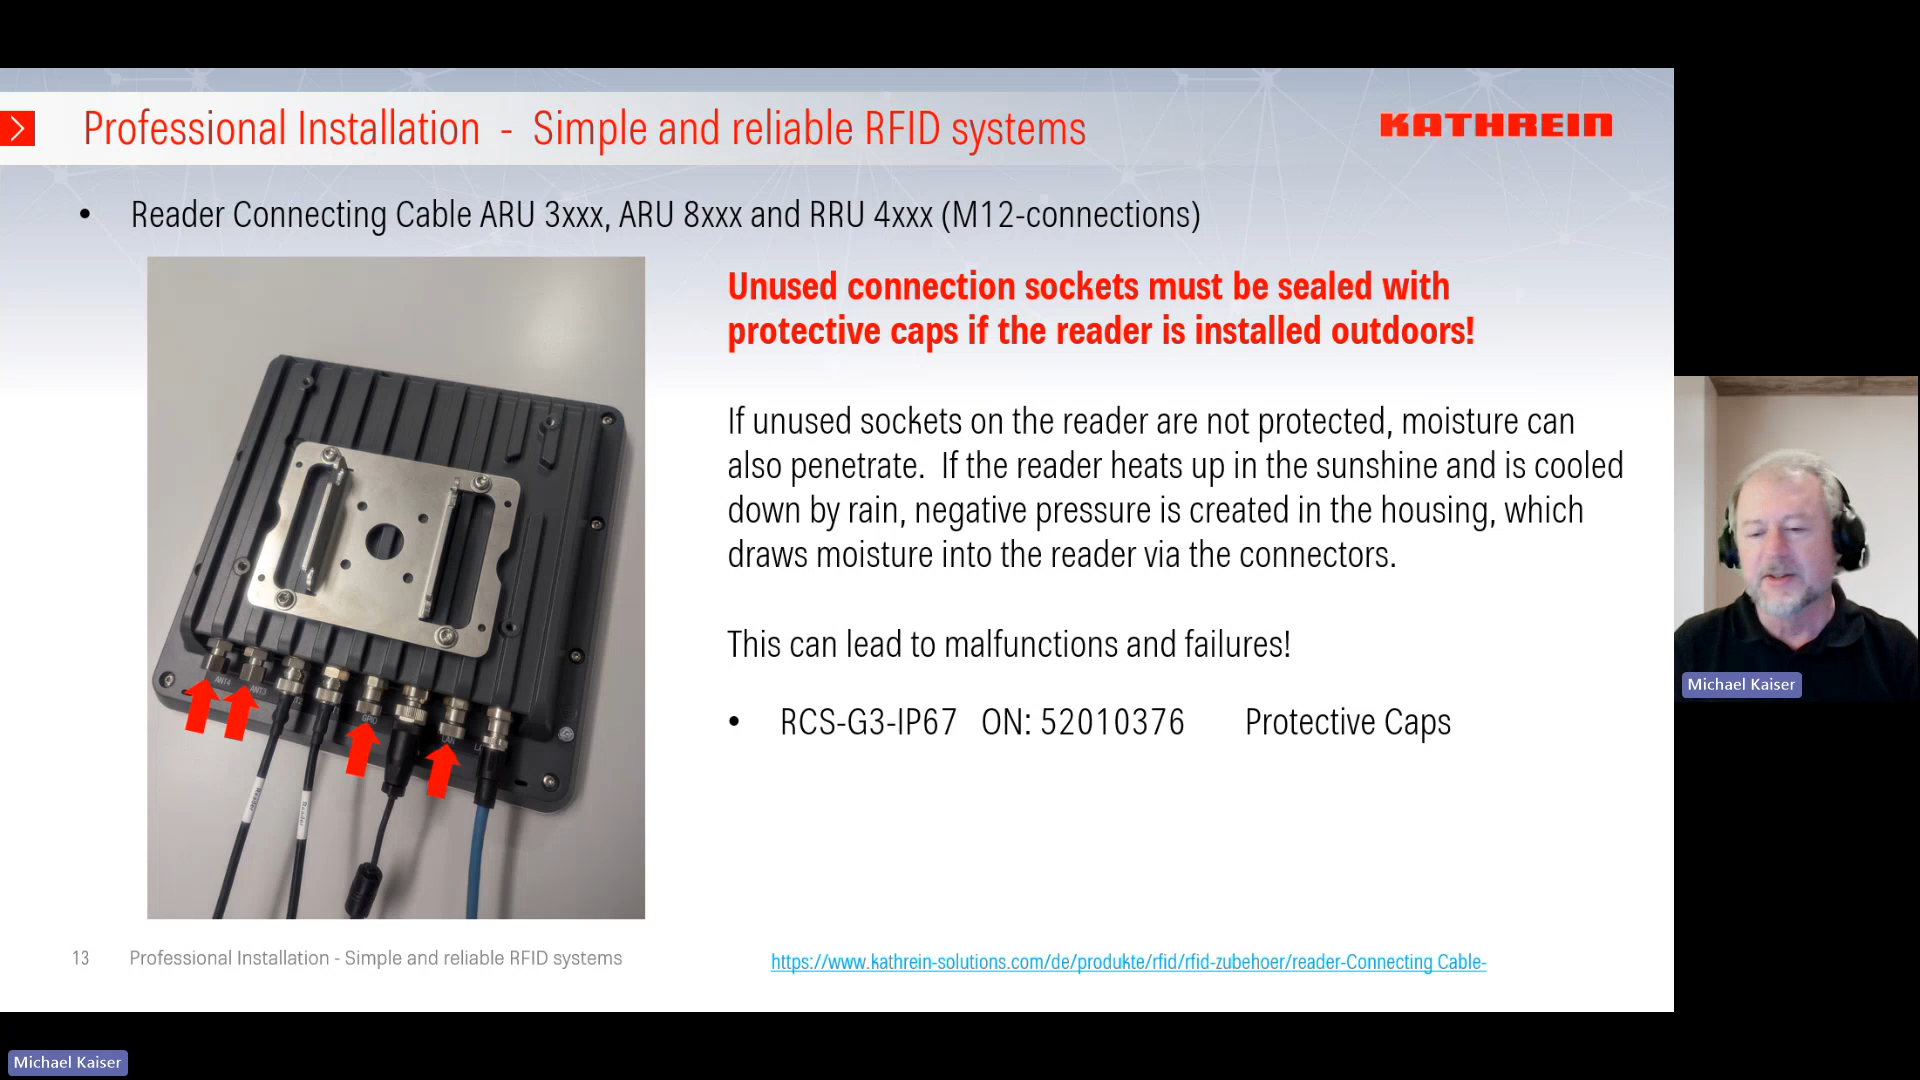 Professional Installation - Simple and reliable RFID systems
KATHREIN
• Reader Connecting Cable ARU 3xxx, ARU 8xxx and RRU 4xxx (M12-connections)
Unused connection sockets must be sealed with
protective caps if the reader is installed outdoors!
If unused sockets on the reader are not protected, moisture can
also penetrate. If the reader heats up in the sunshine and is cooled
down by rain, negative pressure is created in the housing, which
draws moisture into the reader via the connectors.
This can lead to malfunctions and failures!
• RCS-G3-IP67 ON: 52010376 Protective Caps
ANT4
ANT3
GPIO
LAN
Reader
Reader
13 Professional Installation - Simple and reliable RFID systems
https://www.kathrein-solutions.com/de/produkte/rfid/rfid-zubehoer/reader-Connecting Cable-
Michael Kaiser
Michael Kaiser